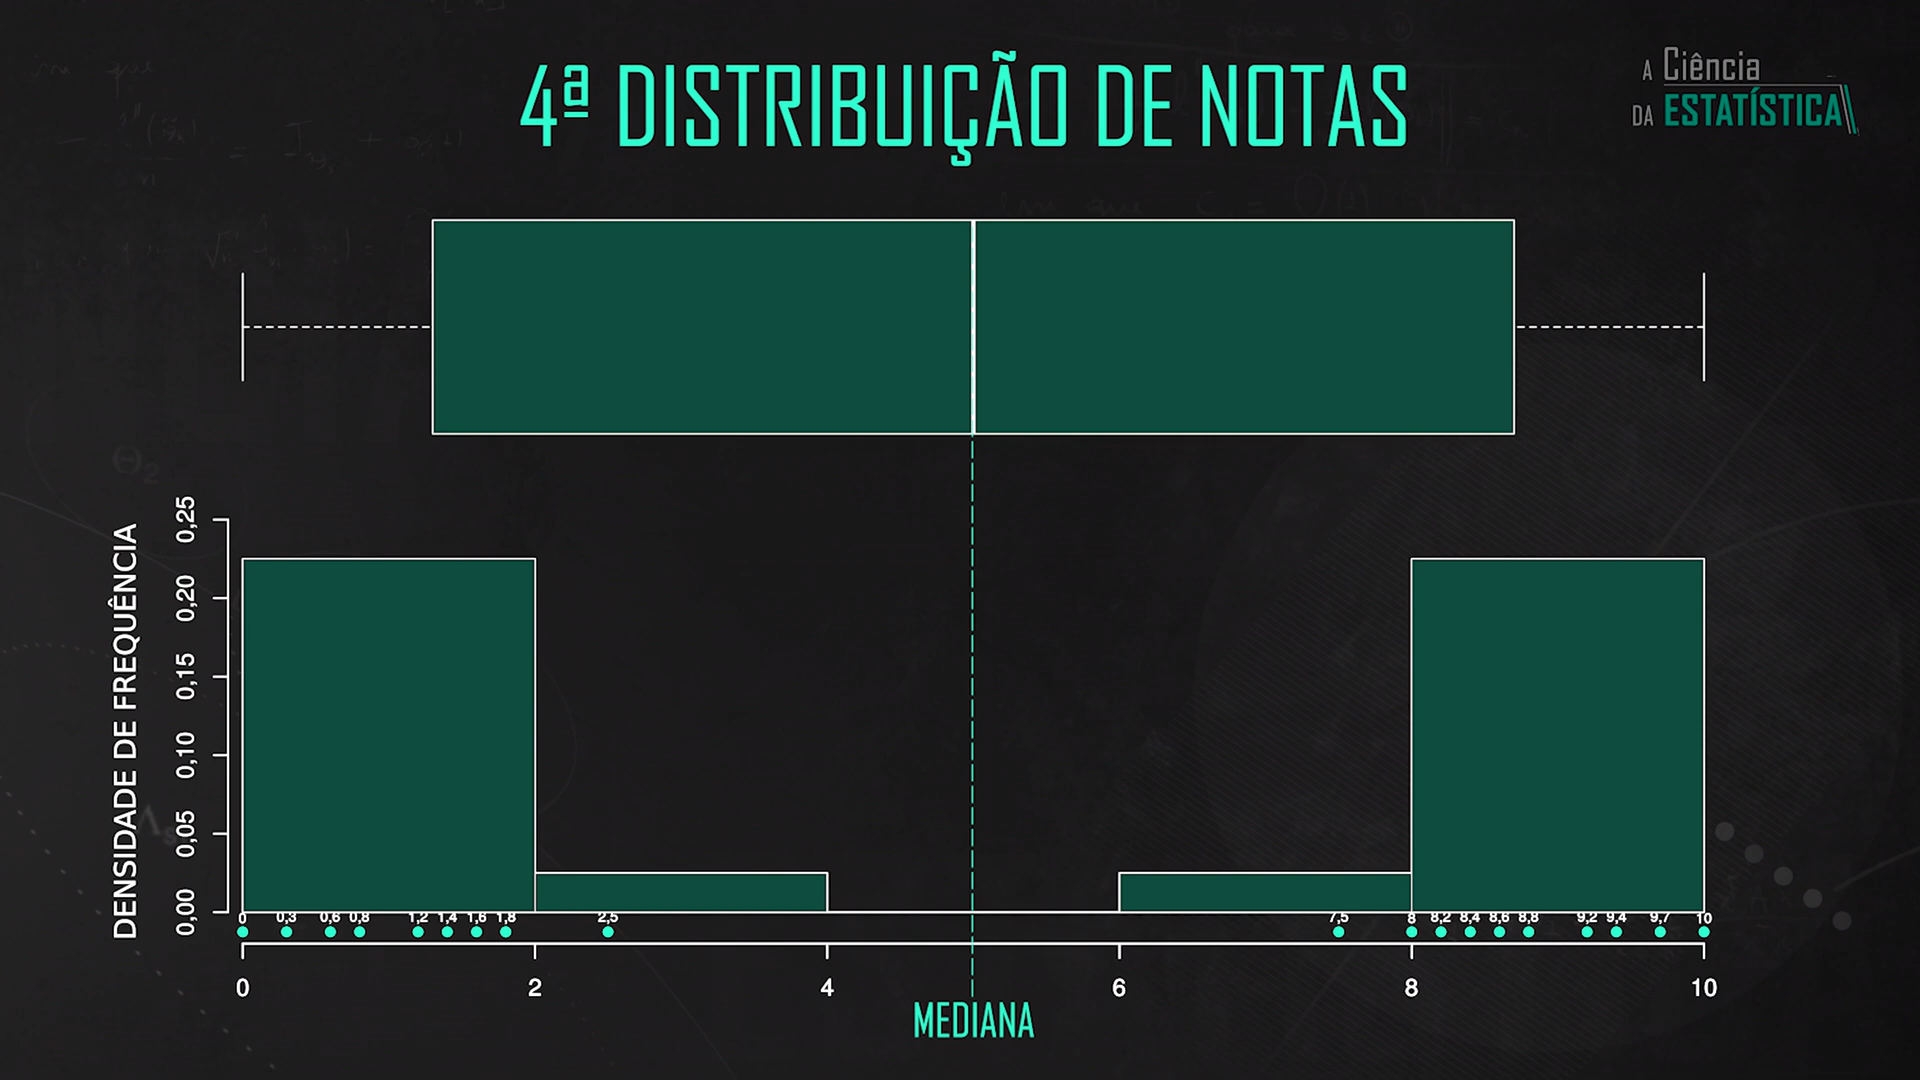 4ª DISTRIBUIÇÃO DE NOTAS
A Ciência
DA ESTATÍSTICA
DENSIDADE DE FREQUÊNCIA
0,25
0,20
0,15
0,10
0,05
0,00
0 0,3 0,6 0,8 1,2 1,4 1,6 1,8 2,5 7,5 8 8,2 8,4 8,6 8,8 9,2 9,4 9,7 10
0 2 4 6 8 10
MEDIANA